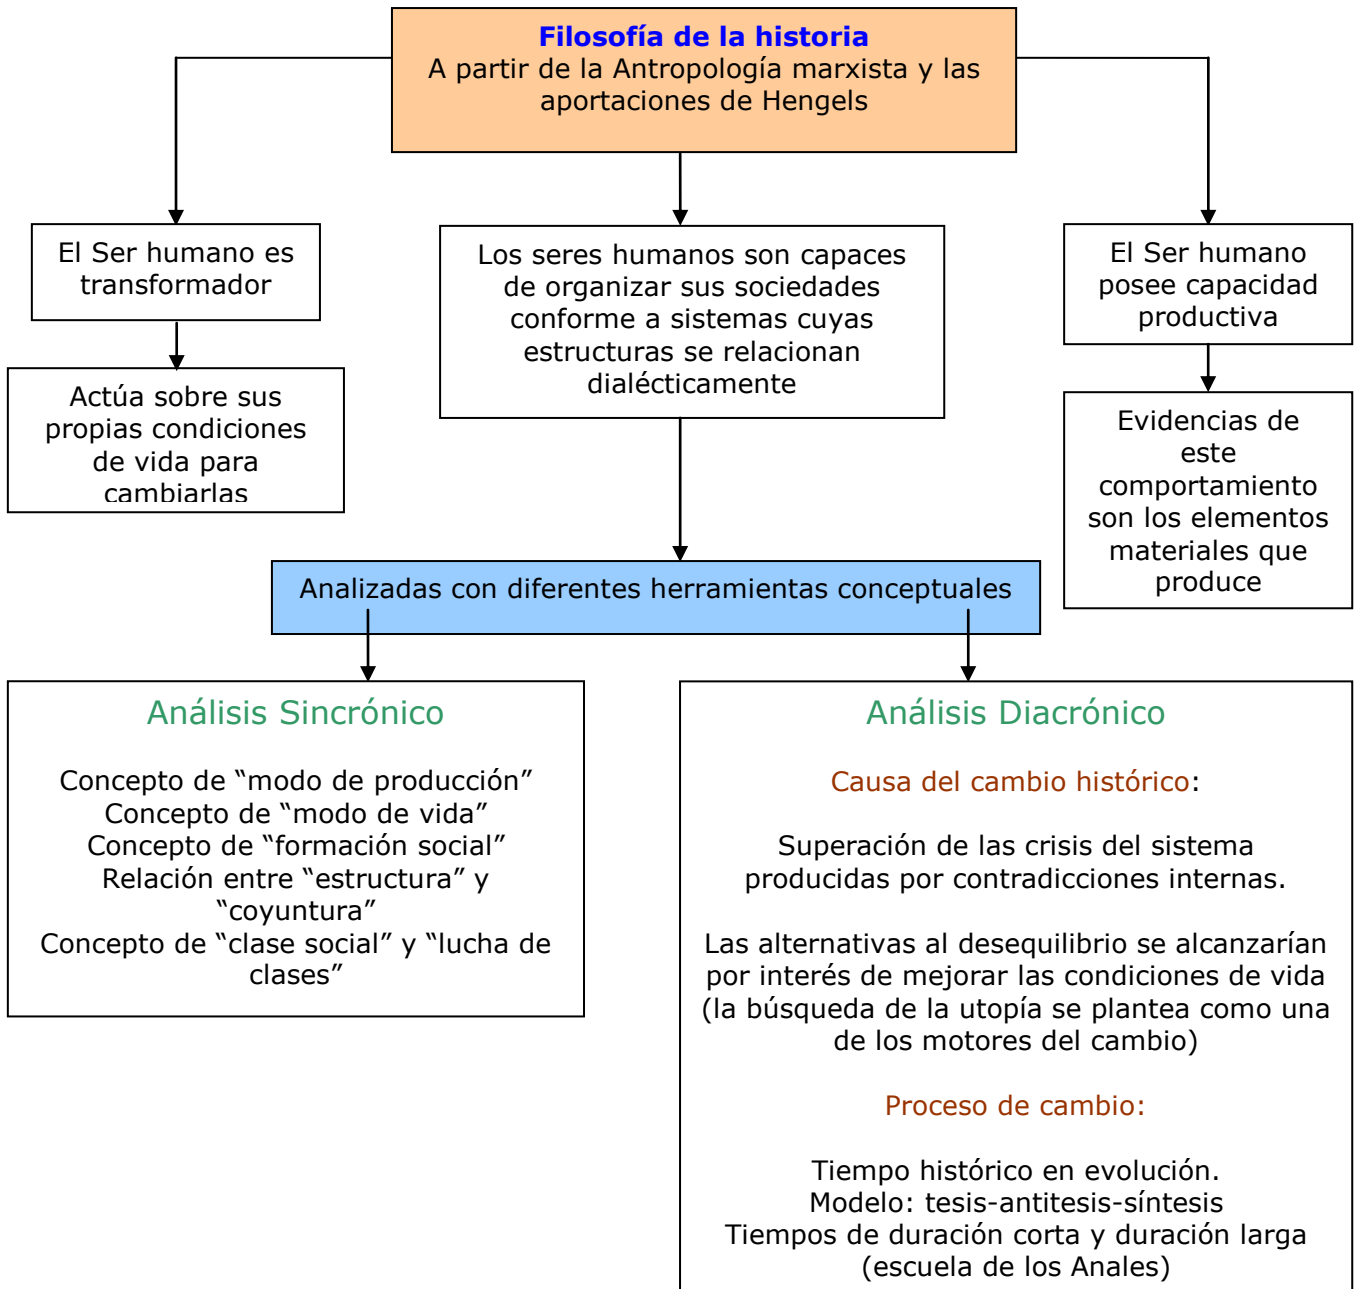 Filosofía de la historia
A partir de la Antropología marxista y las
aportaciones de Hengels
El Ser humano es
transformador
Actúa sobre sus
propias condiciones
de vida para
cambiarlas
Los seres humanos son capaces
de organizar sus sociedades
conforme a sistemas cuyas
estructuras se relacionan
dialécticamente
El Ser humano
posee capacidad
productiva
Evidencias de
este
comportamiento
son los elementos
materiales que
produce
Analizadas con diferentes herramientas conceptuales
Análisis Sincrónico
Concepto de “modo de producción”
Concepto de “modo de vida”
Concepto de “formación social”
Relación entre “estructura” y
“coyuntura”
Concepto de “clase social” y “lucha de
clases”
Análisis Diacrónico
Causa del cambio histórico:
Superación de las crisis del sistema
producidas por contradicciones internas.
Las alternativas al desequilibrio se alcanzarían
por interés de mejorar las condiciones de vida
(la búsqueda de la utopía se plantea como una
de los motores del cambio)
Proceso de cambio:
Tiempo histórico en evolución.
Modelo: tesis-antitesis-síntesis
Tiempos de duración corta y duración larga
(escuela de los Anales)